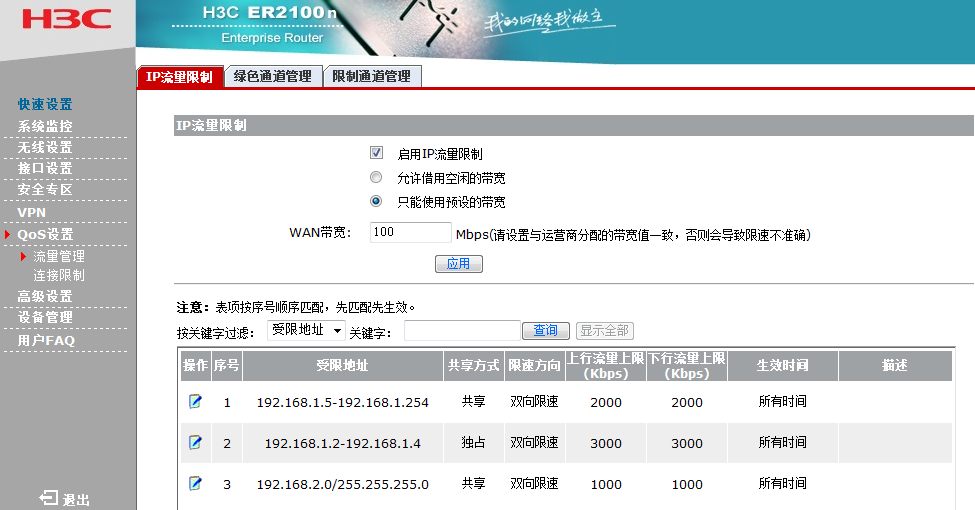 H3C
H3C ER2100n
Enterprise Router
我的网络我做主
IP流量限制 绿色通道管理 限制通道管理
快速设置
系统监控
无线设置
接口设置
安全专区
VPN
QoS设置
流量管理
连接限制
高级设置
设备管理
用户FAQ
退出
IP流量限制
启用IP流量限制
允许借用空闲的带宽
只能使用预设的带宽
WAN带宽： 100 Mbps(请设置与运营商分配的带宽值一致，否则会导致限速不准确)
应用
注意：表项按序号顺序匹配，先匹配先生效。
按关键字过滤： 受限地址 关键字： 查询 显示全部
操作 序号 受限地址 共享方式 限速方向 上行流量上限(Kbps) 下行流量上限(Kbps) 生效时间 描述
1 192.168.1.5-192.168.1.254 共享 双向限速 2000 2000 所有时间
2 192.168.1.2-192.168.1.4 独占 双向限速 3000 3000 所有时间
3 192.168.2.0/255.255.255.0 共享 双向限速 1000 1000 所有时间